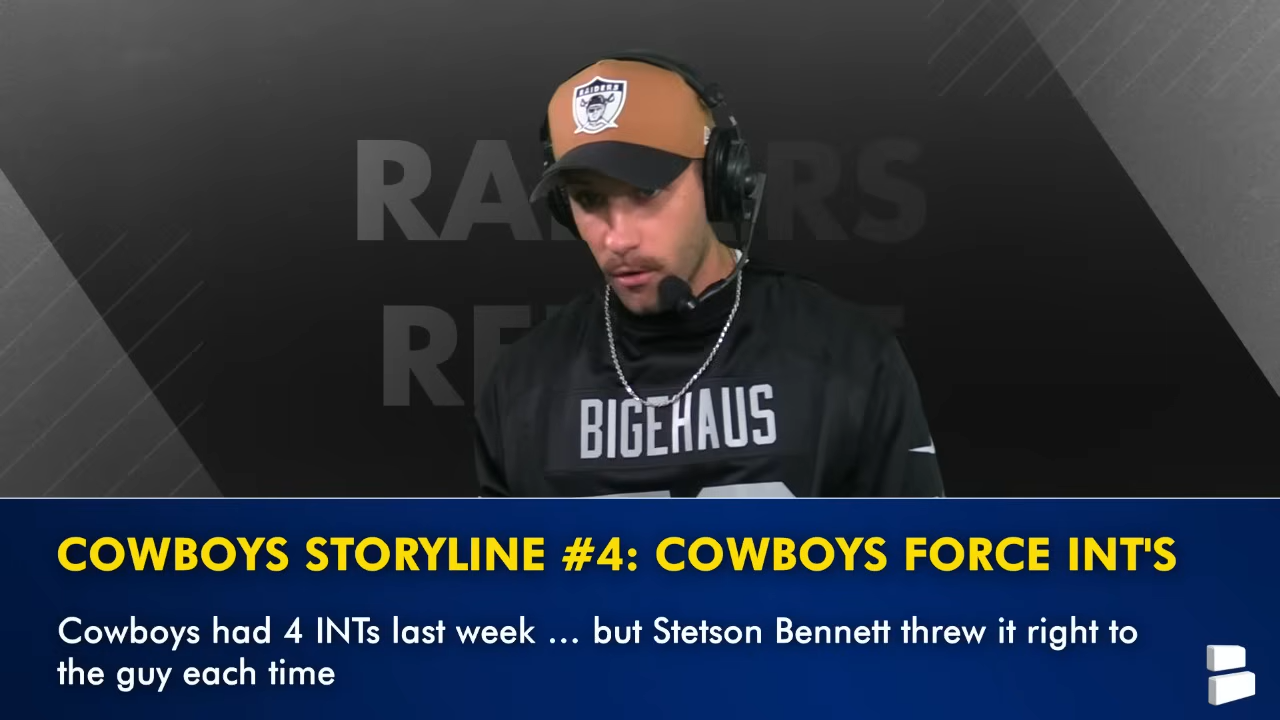 RAIDERS
RAIDERS
BIGEHAUS
COWBOYS STORYLINE #4: COWBOYS FORCE INT'S
Cowboys had 4 INTs last week ... but Stetson Bennett threw it right to
the guy each time